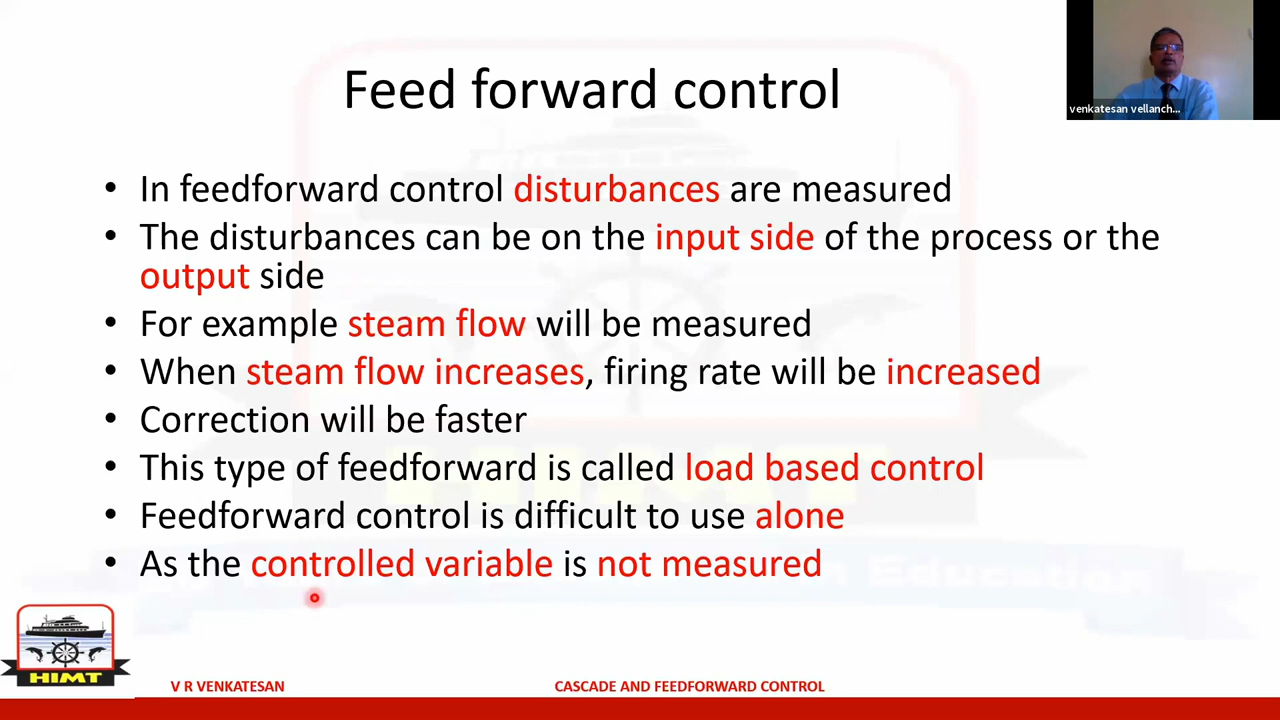 Feed forward control
venkatesan vellanch...
• In feedforward control disturbances are measured
• The disturbances can be on the input side of the process or the
output side
• For example steam flow will be measured
• When steam flow increases, firing rate will be increased
• Correction will be faster
• This type of feedforward is called load based control
• Feedforward control is difficult to use alone
• As the controlled variable is not measured
Education
HIMT
V R VENKATESAN
CASCADE AND FEEDFORWARD CONTROL